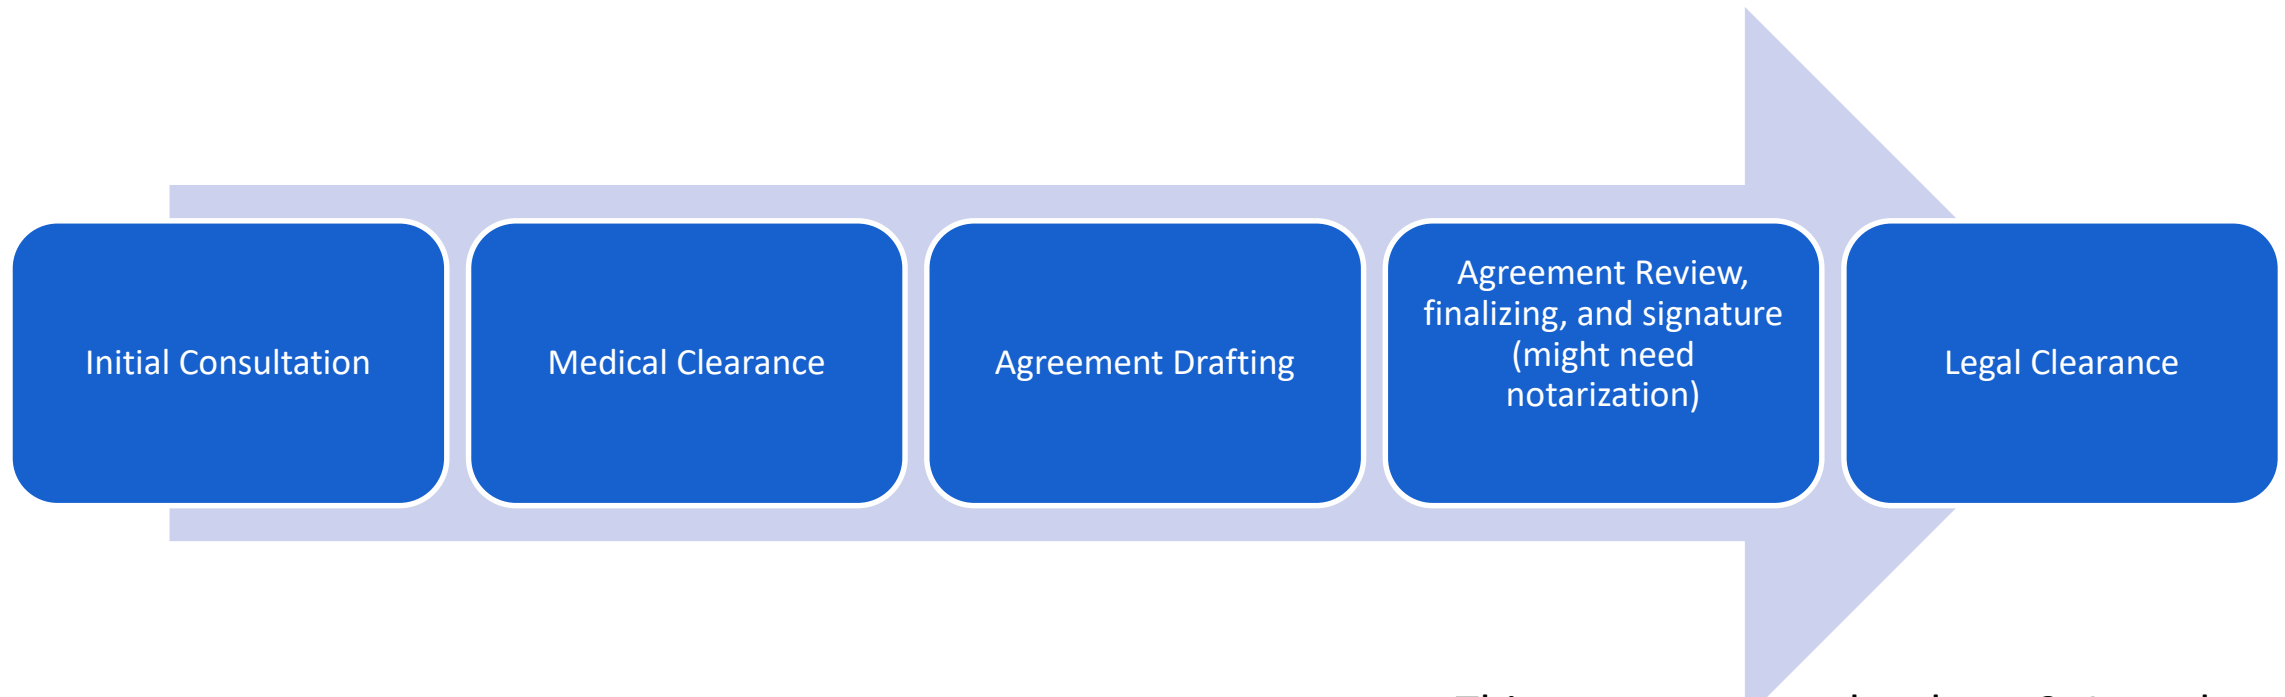 Initial Consultation
Medical Clearance
Agreement Drafting
Agreement Review,
finalizing, and signature
(might need
notarization)
Legal Clearance